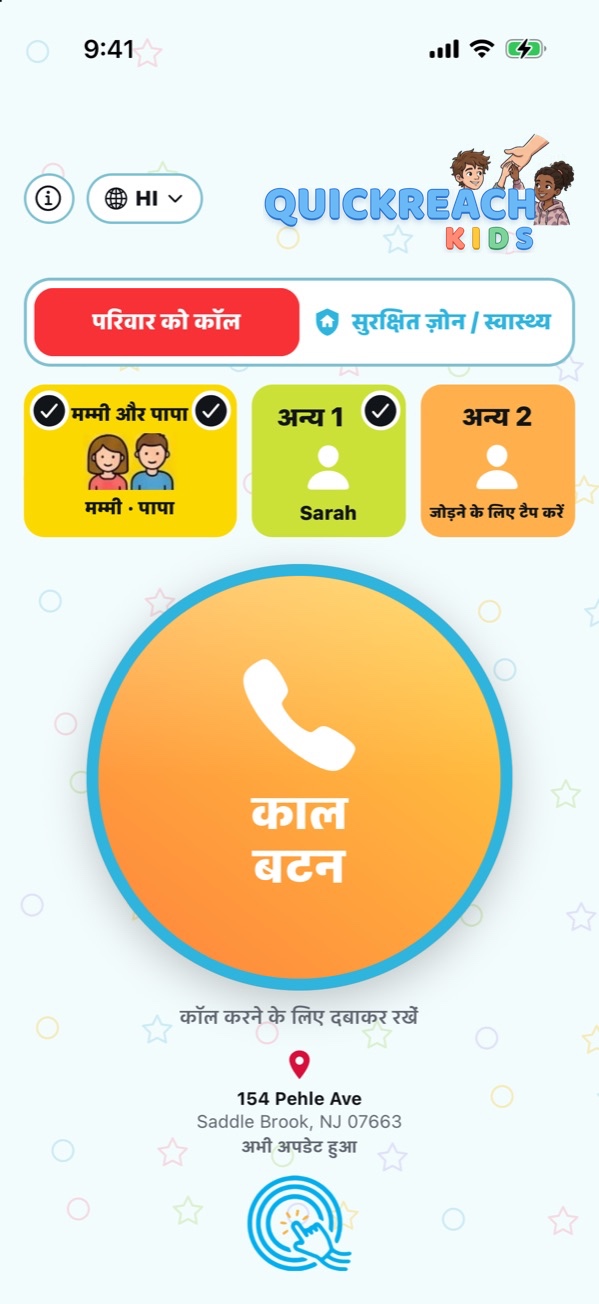 9:41
HI
QUICKREACH
KIDS
परिवार को कॉल
सुरक्षित ज़ोन / स्वास्थ्य
मम्मी और पापा
मम्मी · पापा
अन्य 1
Sarah
अन्य 2
जोड़ने के लिए टैप करें
काल
बटन
कॉल करने के लिए दबाकर रखें
154 Pehle Ave
Saddle Brook, NJ 07663
अभी अपडेट हुआ